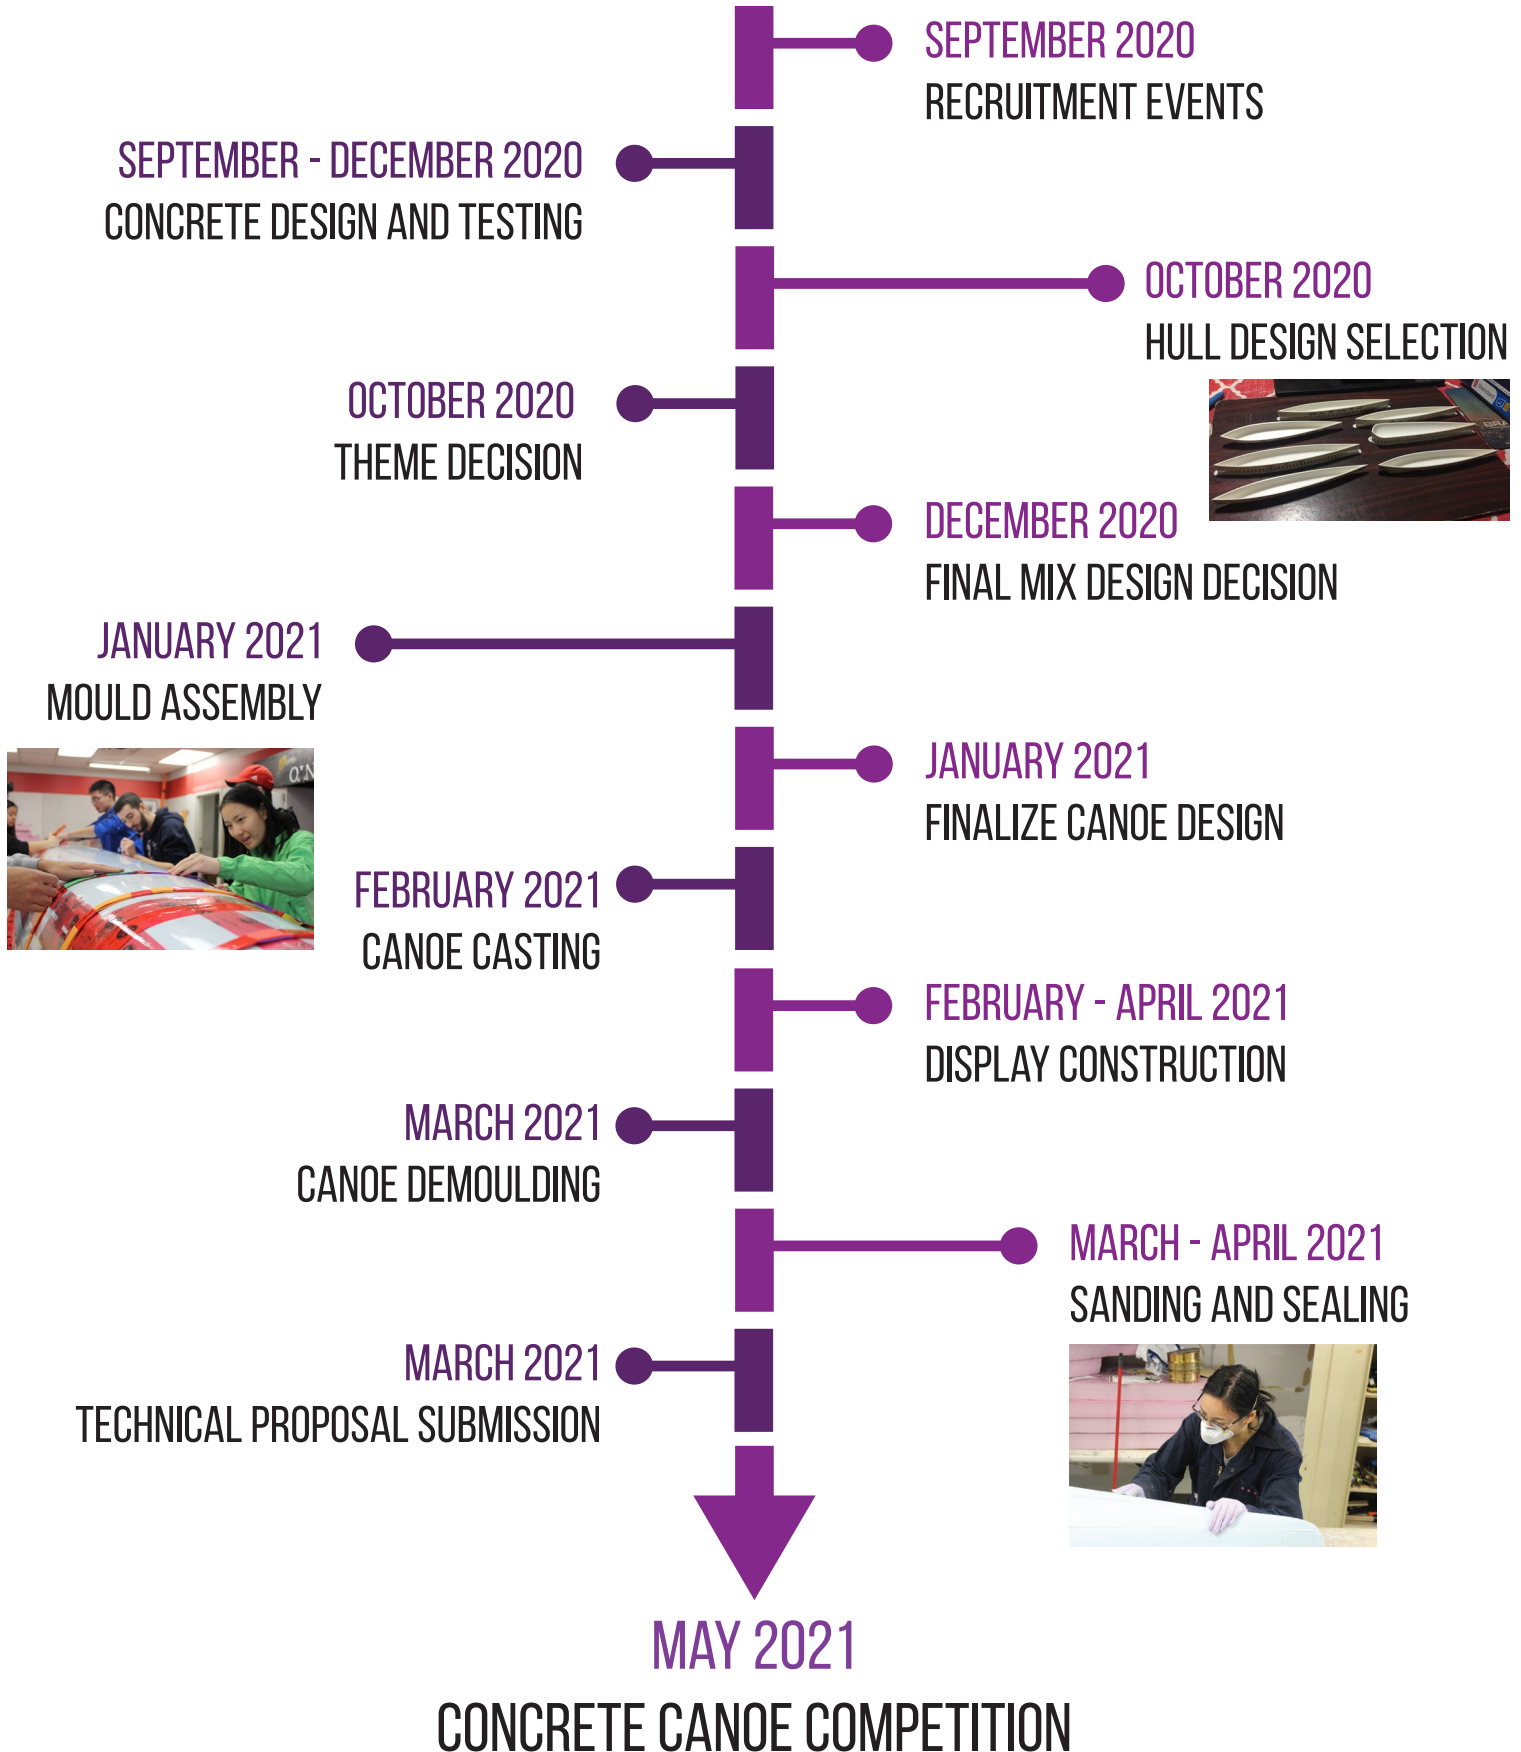 SEPTEMBER 2020
RECRUITMENT EVENTS
SEPTEMBER - DECEMBER 2020
CONCRETE DESIGN AND TESTING
OCTOBER 2020
HULL DESIGN SELECTION
OCTOBER 2020
THEME DECISION
DECEMBER 2020
FINAL MIX DESIGN DECISION
JANUARY 2021
MOULD ASSEMBLY
JANUARY 2021
FINALIZE CANOE DESIGN
FEBRUARY 2021
CANOE CASTING
FEBRUARY - APRIL 2021
DISPLAY CONSTRUCTION
MARCH 2021
CANOE DEMOULDING
MARCH - APRIL 2021
SANDING AND SEALING
MARCH 2021
TECHNICAL PROPOSAL SUBMISSION
MAY 2021
CONCRETE CANOE COMPETITION